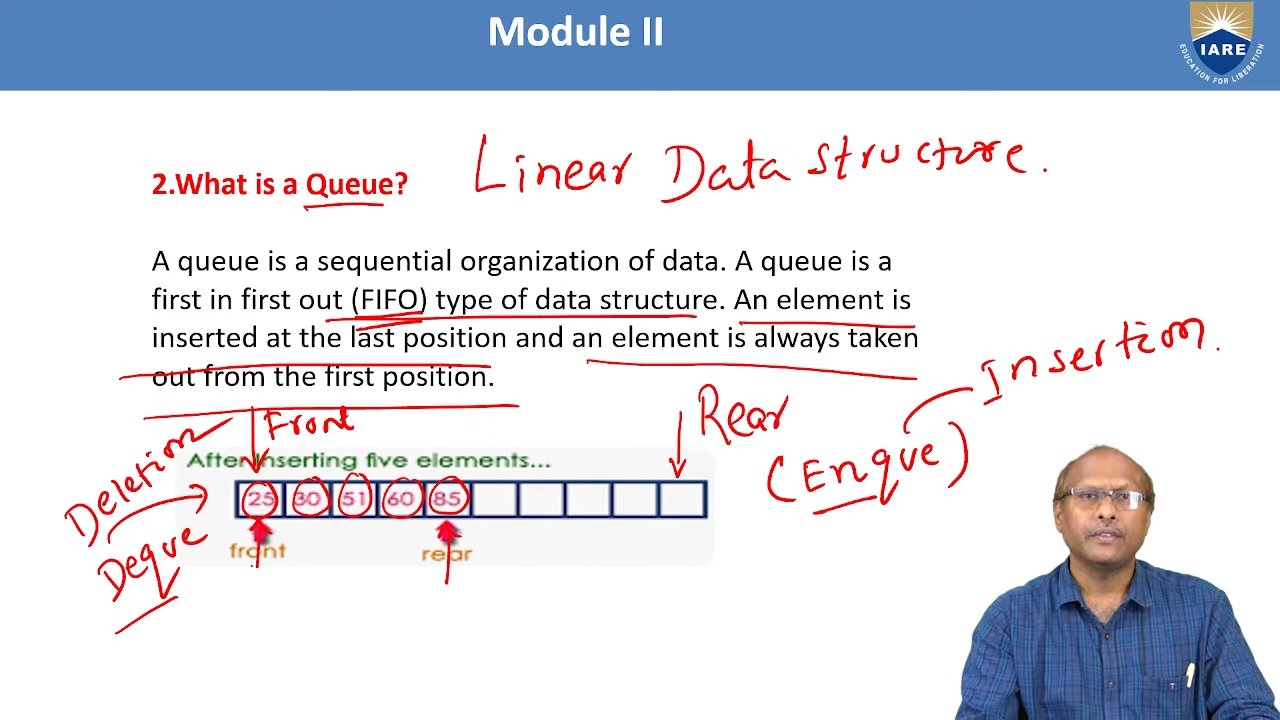 Module II
IARE
EDUCATION FOR LIBERATION
2.What is a Queue?
Linear Data structure.
A queue is a sequential organization of data. A queue is a
first in first out (FIFO) type of data structure. An element is
inserted at the last position and an element is always taken
out from the first position.
Insertion.
Front
Rear
(Enque)
Deletion
Deque
After inserting five elements...
25 30 51 60 85
front rear